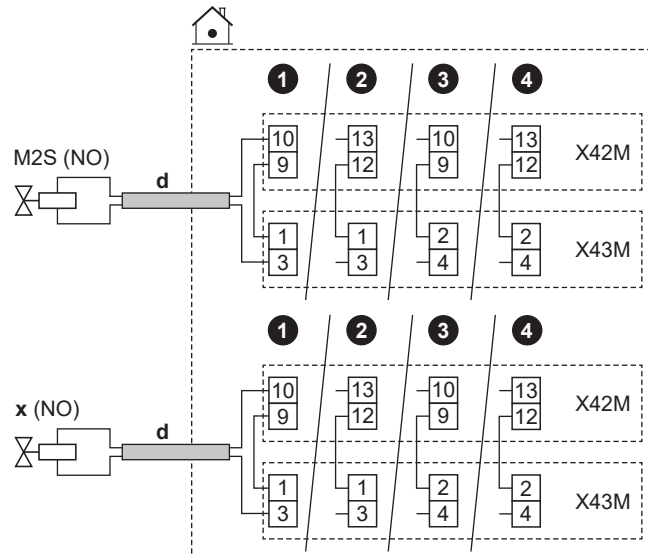 1 2 3 4
10 13 10 13
M2S (NO) 9 12 9 12 X42M
d
1 1 2 2
3 3 4 4 X43M
1 2 3 4
10 13 10 13
x (NO) 9 12 9 12 X42M
d
1 1 2 2
3 3 4 4 X43M